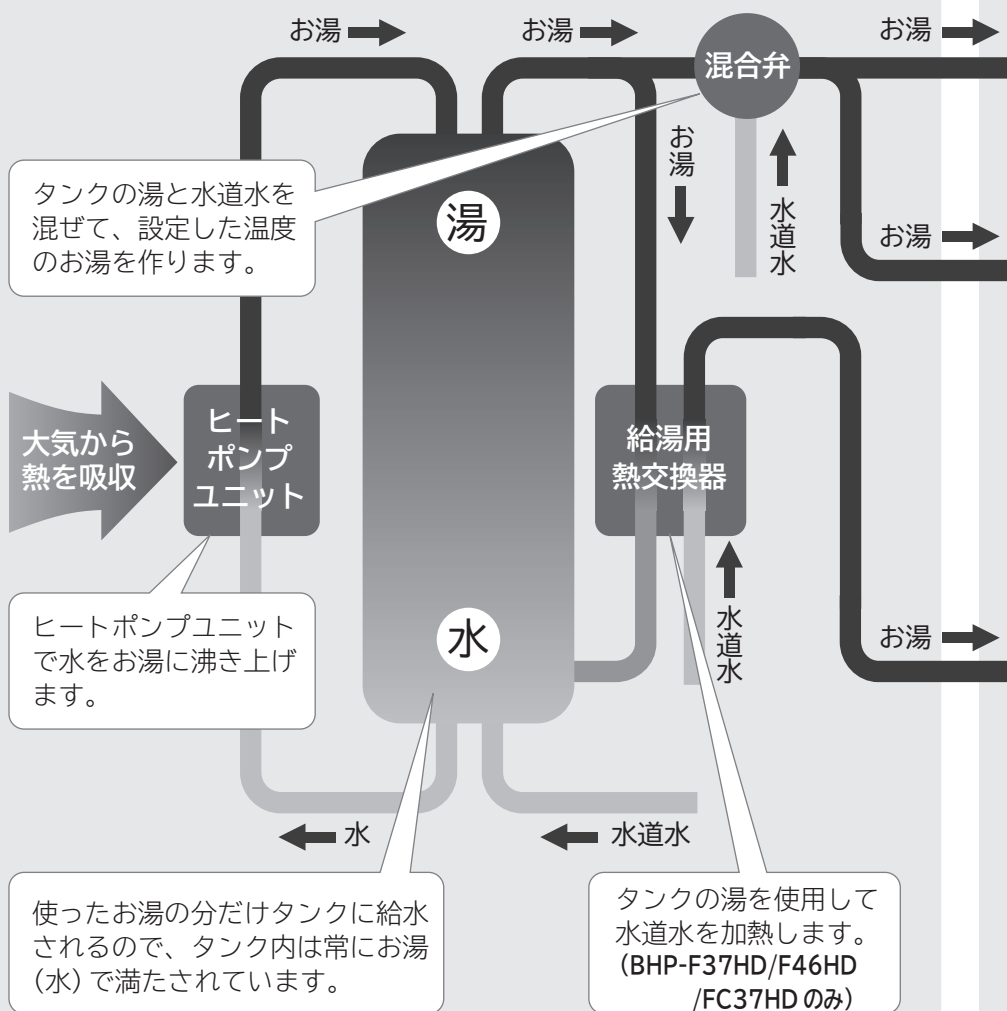 お湯
お湯
お湯
混合弁
お湯
水道水
タンクの湯と水道水を
混ぜて、設定した温度
のお湯を作ります。
湯
お湯
大気から
熱を吸収
ヒート
ポンプ
ユニット
給湯用
熱交換器
ヒートポンプユニット
で水をお湯に沸き上げ
ます。
水
水道水
お湯
水
水道水
使ったお湯の分だけタンクに給水
されるので、タンク内は常にお湯
(水)で満たされています。
タンクの湯を使用して
水道水を加熱します。
(BHP-F37HD/F46HD
/FC37HDのみ)